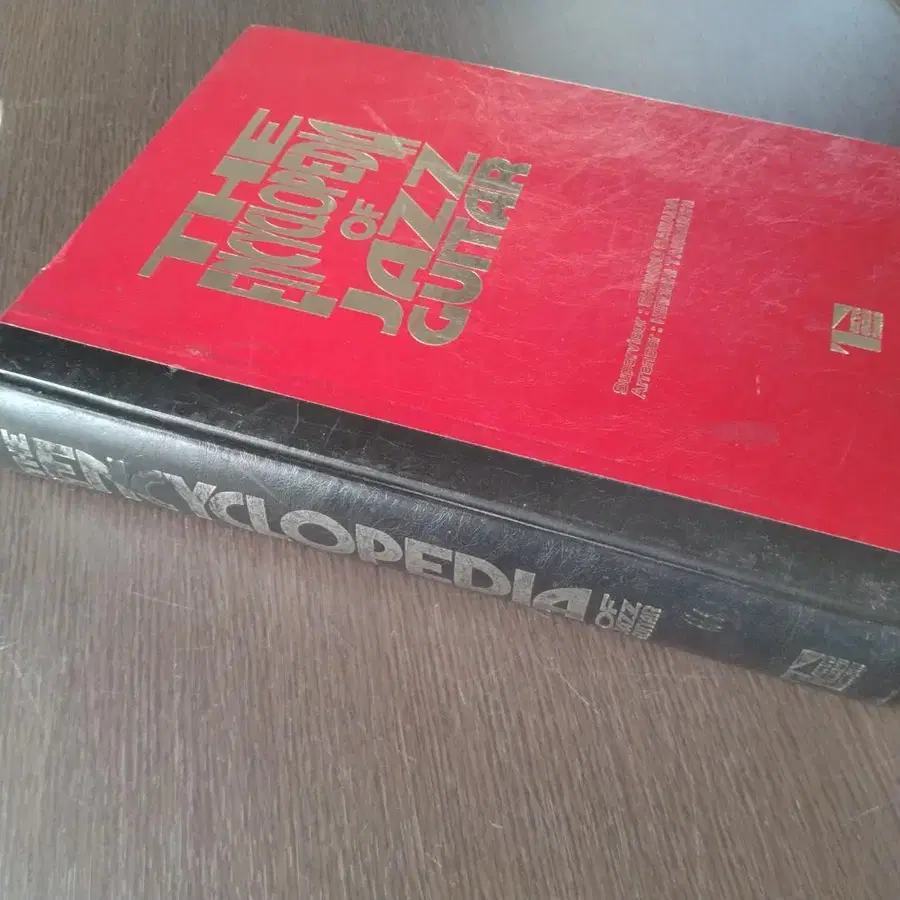 THE
ENCYCLOPEDIA
OF
JAZZ
GUITAR
Supervisor :
Arranger :
THE
ENCYCLOPEDIA
OF
JAZZ
GUITAR